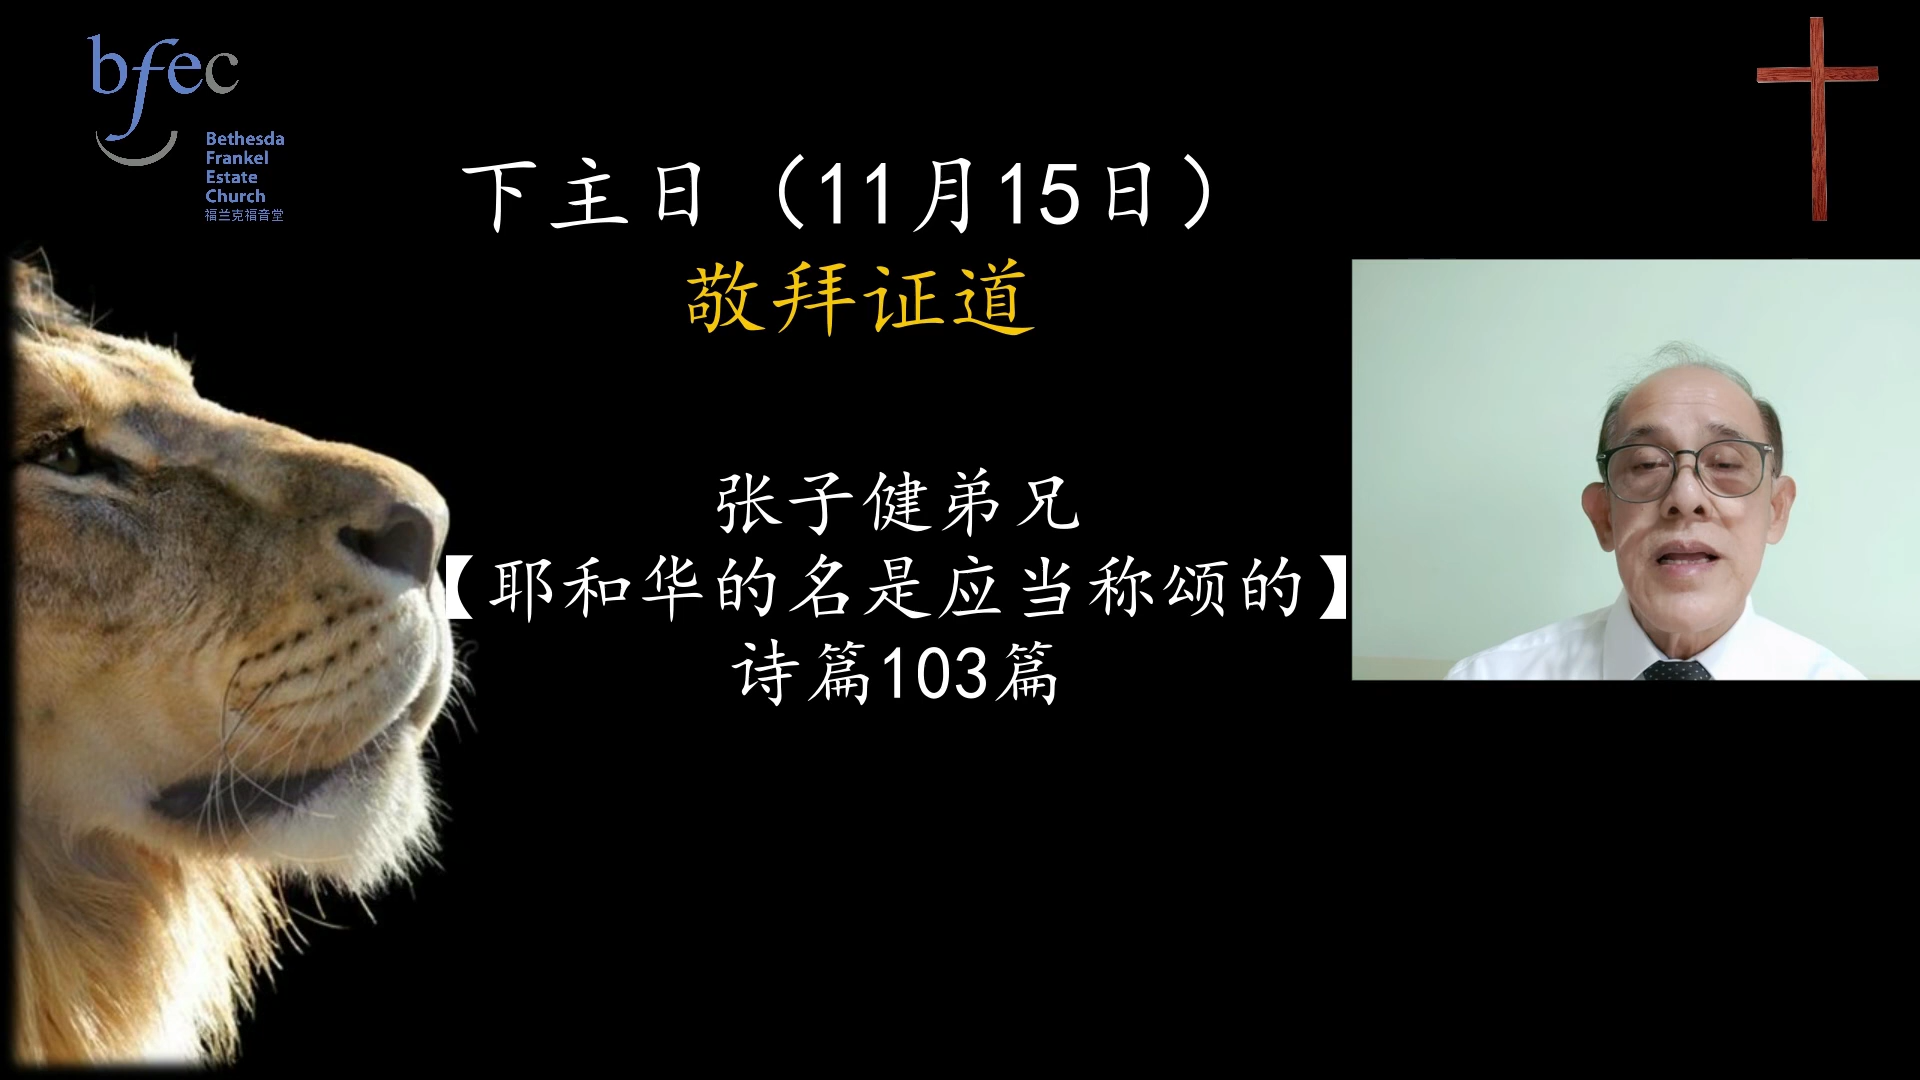 bfec
Bethesda
Frankel
Estate
Church
福兰克福音堂
下主日（11月15日）
敬拜证道
张子健弟兄
【耶和华的名是应当称颂的】
诗篇103篇